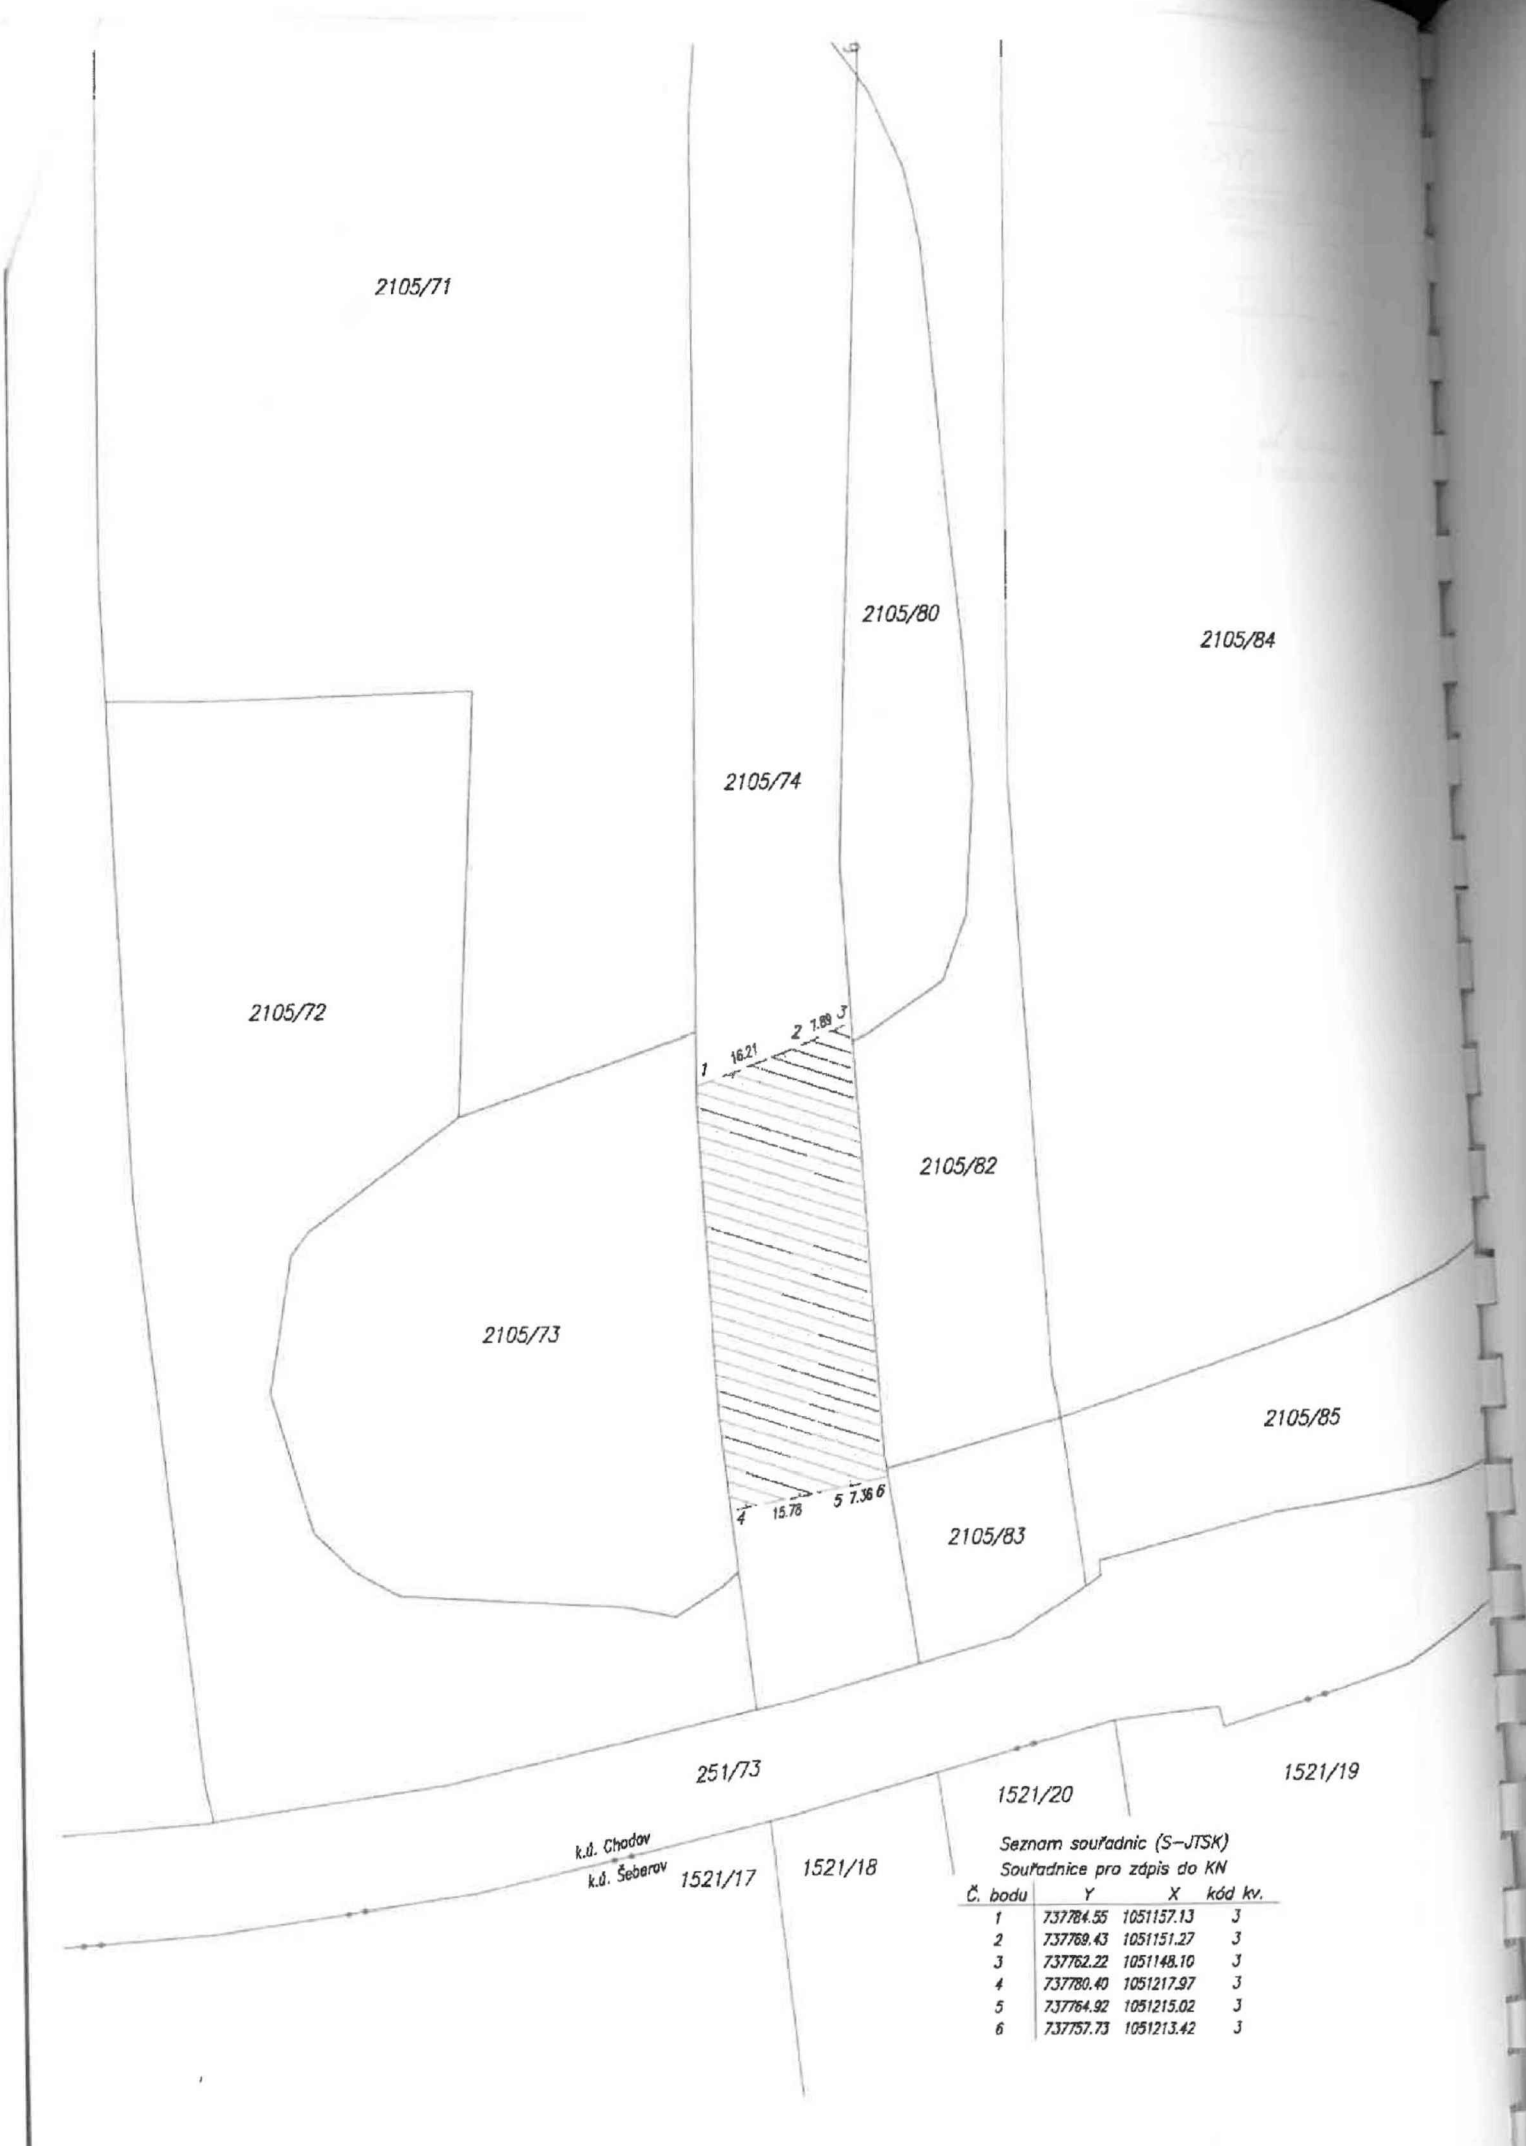 2105/71
2105/80
2105/84
2105/74
2105/72
1 16.21 2 7.89 3
2105/82
2105/73
2105/85
4 15.78 5 7.36 6
2105/83
251/73
1521/19
1521/20
k.ú. Chodov
k.ú. Šeberov
1521/17
1521/18
Seznam souřadnic (S-JTSK)
Souřadnice pro zápis do KN
Č. bodu Y X kód kv.
1 737784.55 1051157.13 3
2 737769.43 1051151.27 3
3 737762.22 1051148.10 3
4 737780.40 1051217.97 3
5 737764.92 1051215.02 3
6 737757.73 1051213.42 3